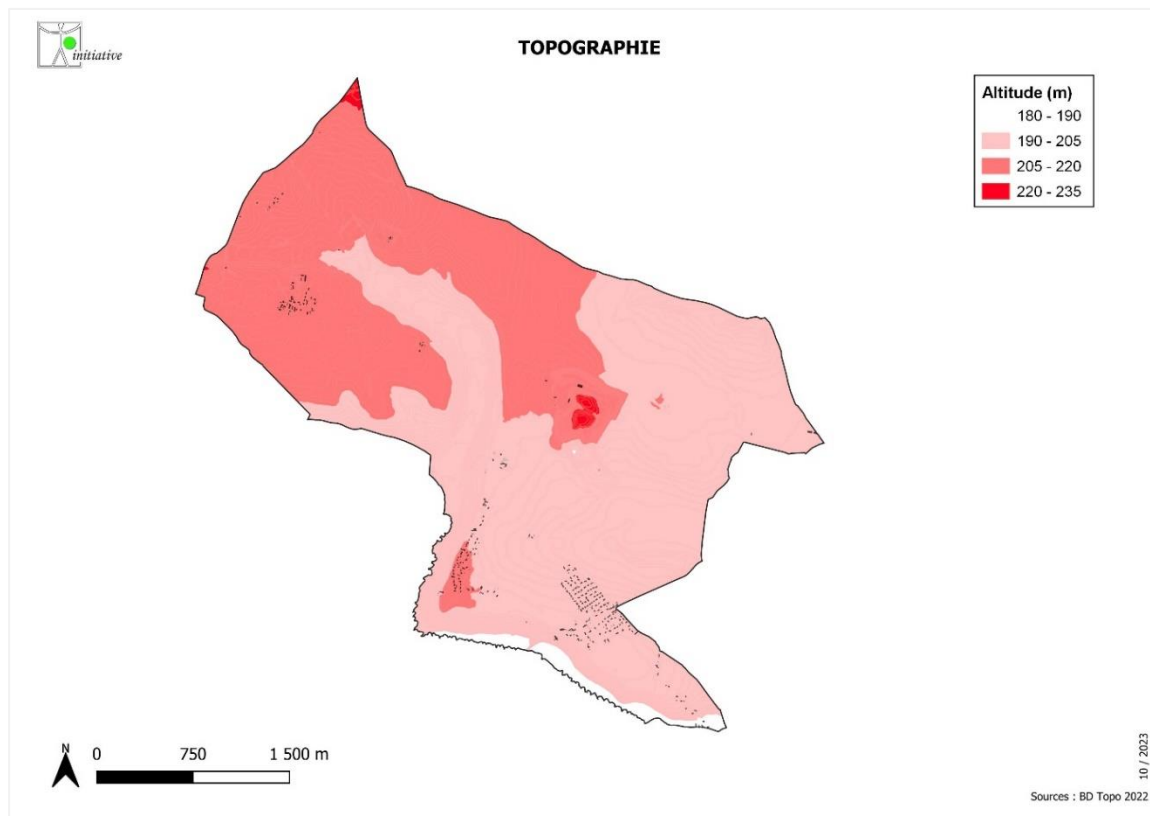 initiative
TOPOGRAPHIE
Altitude (m)
180 - 190
190 - 205
205 - 220
220 - 235
N
0 750 1 500 m
10 / 2023
Sources : BD Topo 2022